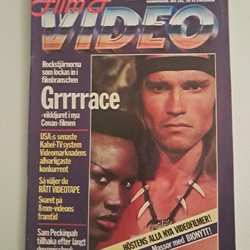 Film &
VIDEO
Rockstjärnorna
som lockas in i
filmbranschen
Grrrrace
-vilddjuret i nya
Conan-filmen
USA:s senaste
Kabel-TV system
Videomarknadens
allvarligaste
konkurrent
Så väljer du
RÄTT VIDEOTAPE
Svaret på
8mm-videons
framtid
Sam Peckinpah
tillbaka efter långt
HÖSTENS ALLA NYA VIDEOFILMER!
Massor med BIONYTT!